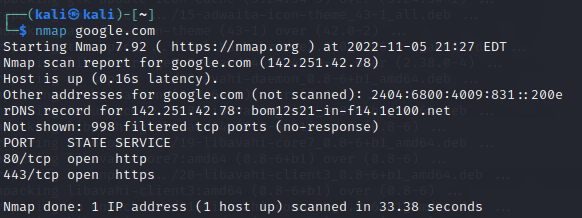 (kali㉿kali)-[~]
$ nmap google.com
Starting Nmap 7.92 ( https://nmap.org ) at 2022-11-05 21:27 EDT
Nmap scan report for google.com (142.251.42.78)
Host is up (0.16s latency).
Other addresses for google.com (not scanned): 2404:6800:4009:831::200e
rDNS record for 142.251.42.78: bom12s21-in-f14.1e100.net
Not shown: 998 filtered tcp ports (no-response)
PORT    STATE SERVICE
80/tcp  open  http
443/tcp open  https
Nmap done: 1 IP address (1 host up) scanned in 33.38 seconds